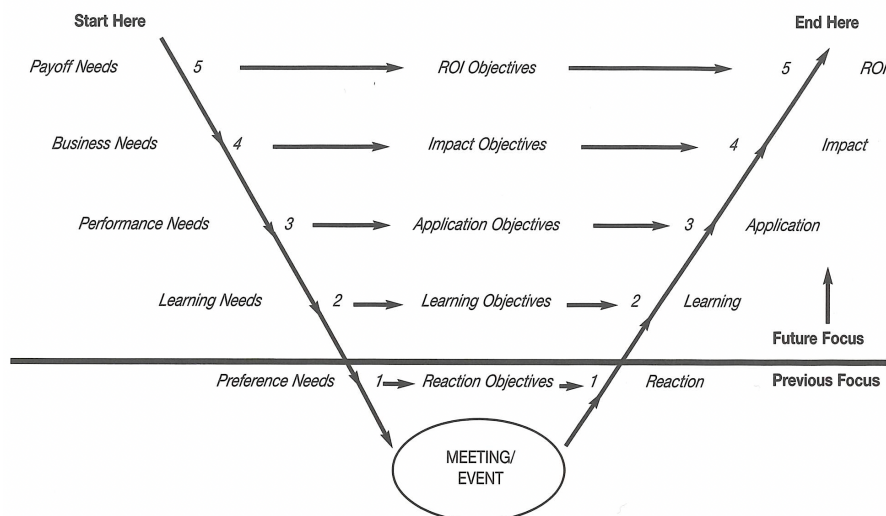 Start Here
End Here
Payoff Needs 5 ROI Objectives 5 ROI
Business Needs 4 Impact Objectives 4 Impact
Performance Needs 3 Application Objectives 3 Application
Learning Needs 2 Learning Objectives 2 Learning
Future Focus
Preference Needs 1 Reaction Objectives 1 Reaction Previous Focus
MEETING/
EVENT